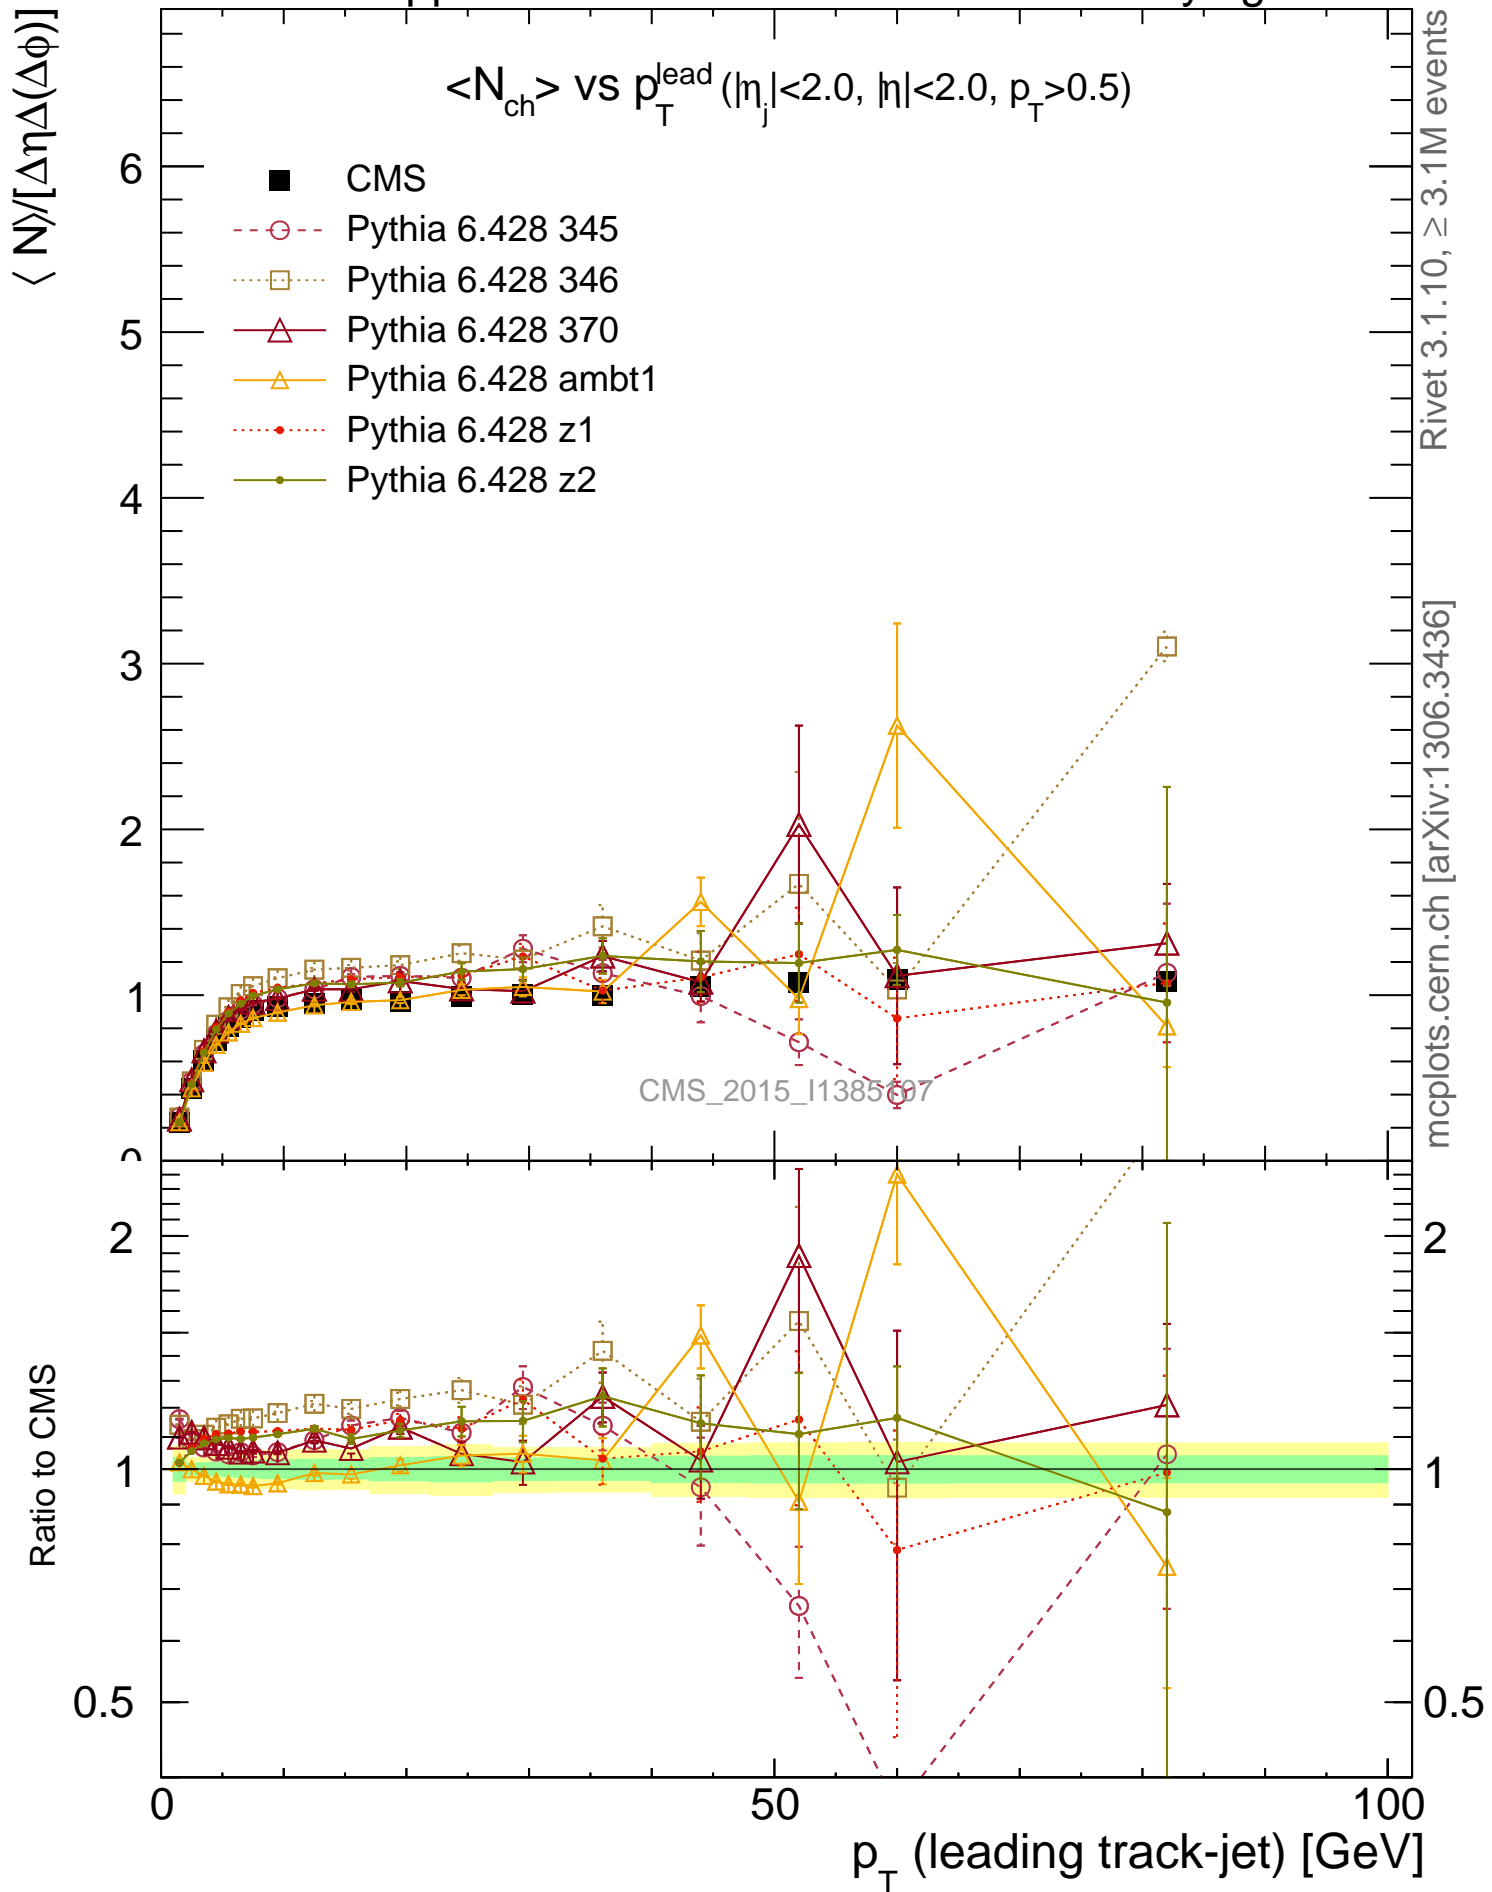 ⟨ N⟩/[ΔηΔ(Δϕ)]
<N_ch> vs p_T^lead (|η_j|<2.0, |η|<2.0, p_T>0.5)
CMS
Pythia 6.428 345
Pythia 6.428 346
Pythia 6.428 370
Pythia 6.428 ambt1
Pythia 6.428 z1
Pythia 6.428 z2
6
5
4
3
2
1
0
CMS_2015_I1385107
Rivet 3.1.10, ≥ 3.1M events
mcplots.cern.ch [arXiv:1306.3436]
Ratio to CMS
2
1
0.5
2
1
0.5
0
50
100
p_T (leading track-jet) [GeV]